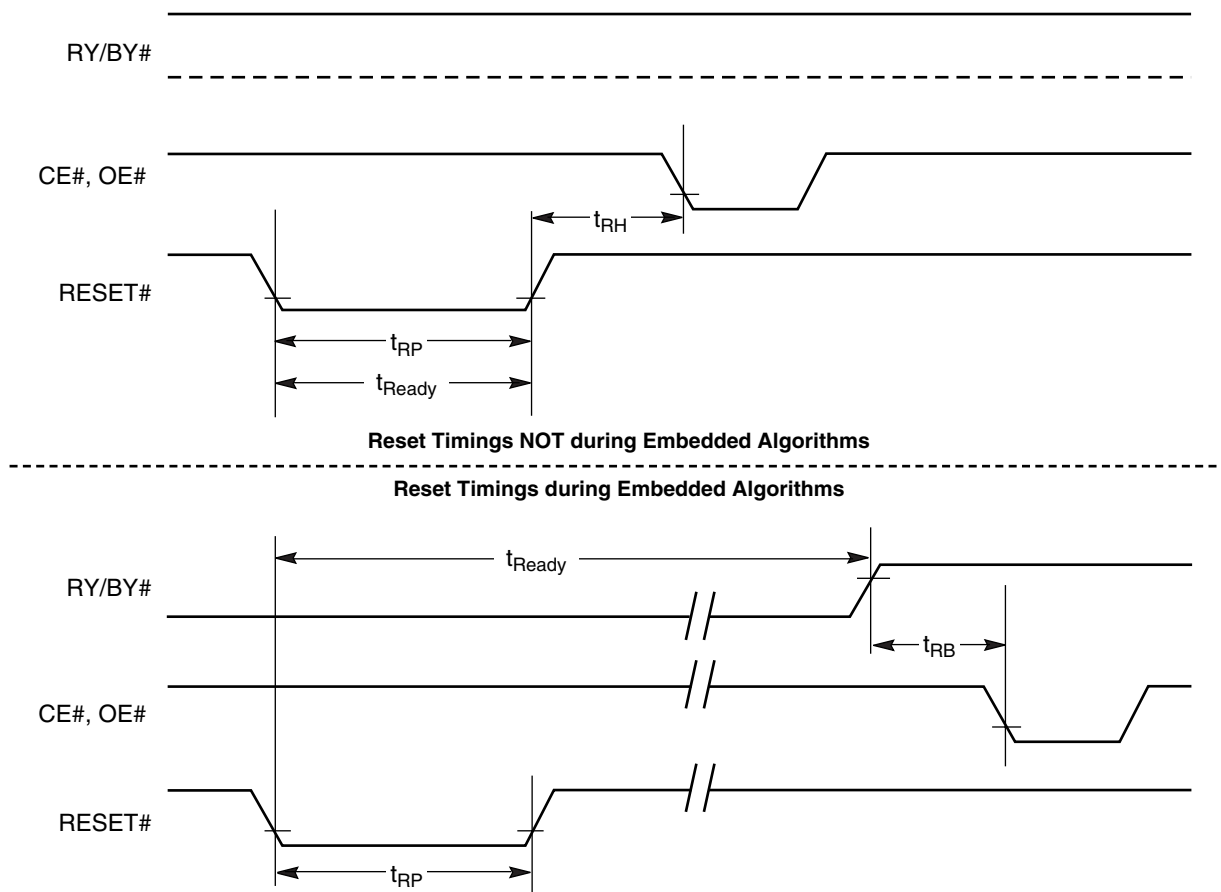 RY/BY#
CE#, OE#
tRH
RESET#
tRP
tReady
Reset Timings NOT during Embedded Algorithms
Reset Timings during Embedded Algorithms
tReady
RY/BY#
tRB
CE#, OE#
RESET#
tRP